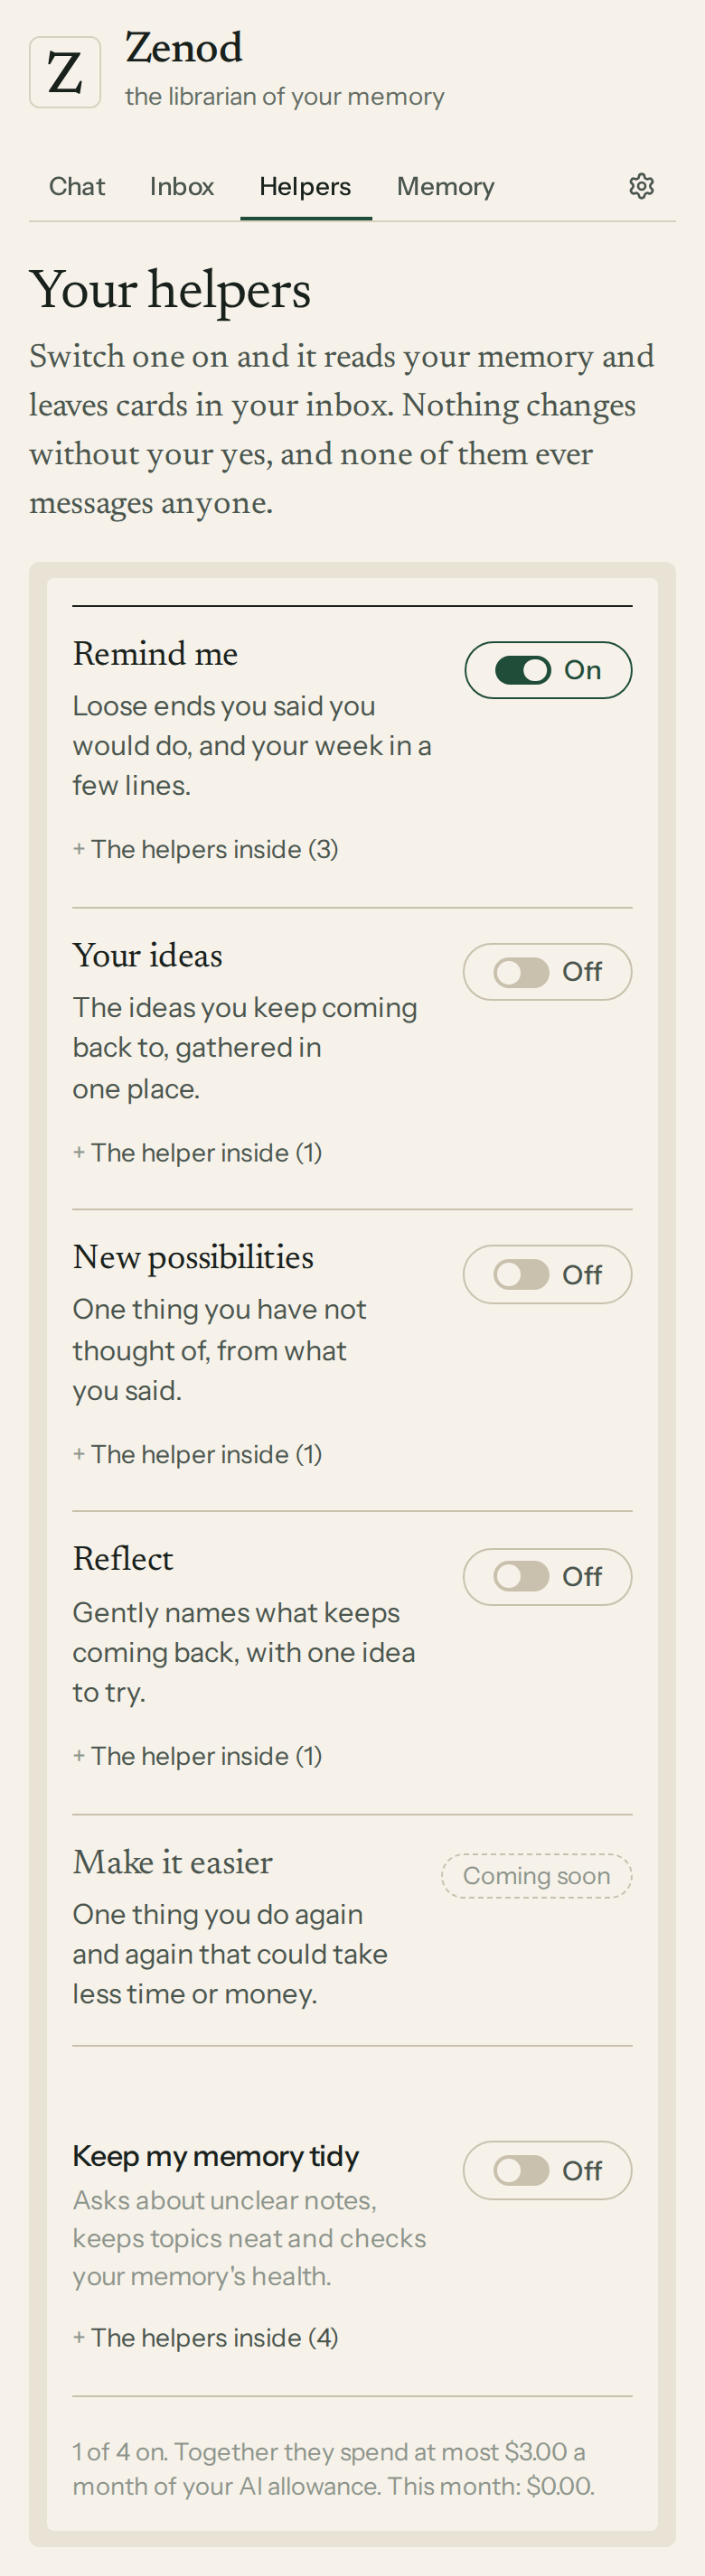 Z
Zenod
the librarian of your memory
Chat Inbox Helpers Memory
Your helpers
Switch one on and it reads your memory and
leaves cards in your inbox. Nothing changes
without your yes, and none of them ever
messages anyone.
Remind me
On
Loose ends you said you
would do, and your week in a
few lines.
+ The helpers inside (3)
Your ideas
Off
The ideas you keep coming
back to, gathered in
one place.
+ The helper inside (1)
New possibilities
Off
One thing you have not
thought of, from what
you said.
+ The helper inside (1)
Reflect
Off
Gently names what keeps
coming back, with one idea
to try.
+ The helper inside (1)
Make it easier
Coming soon
One thing you do again
and again that could take
less time or money.
Keep my memory tidy
Off
Asks about unclear notes,
keeps topics neat and checks
your memory's health.
+ The helpers inside (4)
1 of 4 on. Together they spend at most $3.00 a
month of your AI allowance. This month: $0.00.